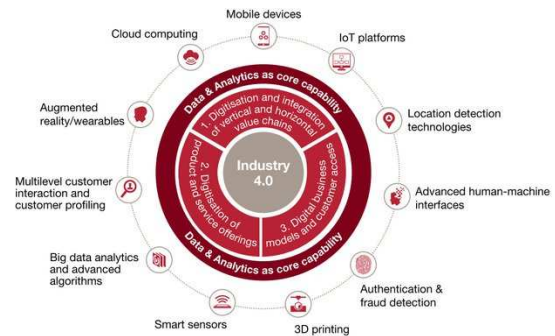 Mobile devices
Cloud computing
IoT platforms
Augmented
reality/wearables
Location detection
technologies
Multilevel customer
interaction and
customer profiling
Advanced human-machine
interfaces
Big data analytics
and advanced
algorithms
Authentication &
fraud detection
Smart sensors
3D printing
Data & Analytics as core capability
1. Digitisation and integration
of vertical and horizontal
value chains
2. Digitisation of
product and service offerings
3. Digital business
models and customer access
Industry
4.0
Data & Analytics as core capability